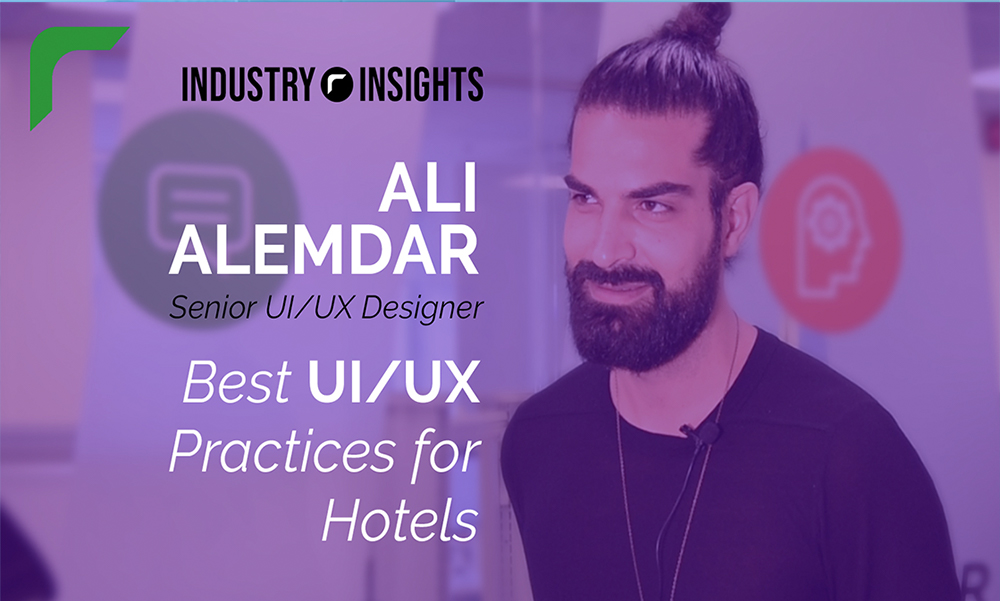 INDUSTRY INSIGHTS
ALI
ALEMDAR
Senior UI/UX Designer
Best UI/UX
Practices for
Hotels
R